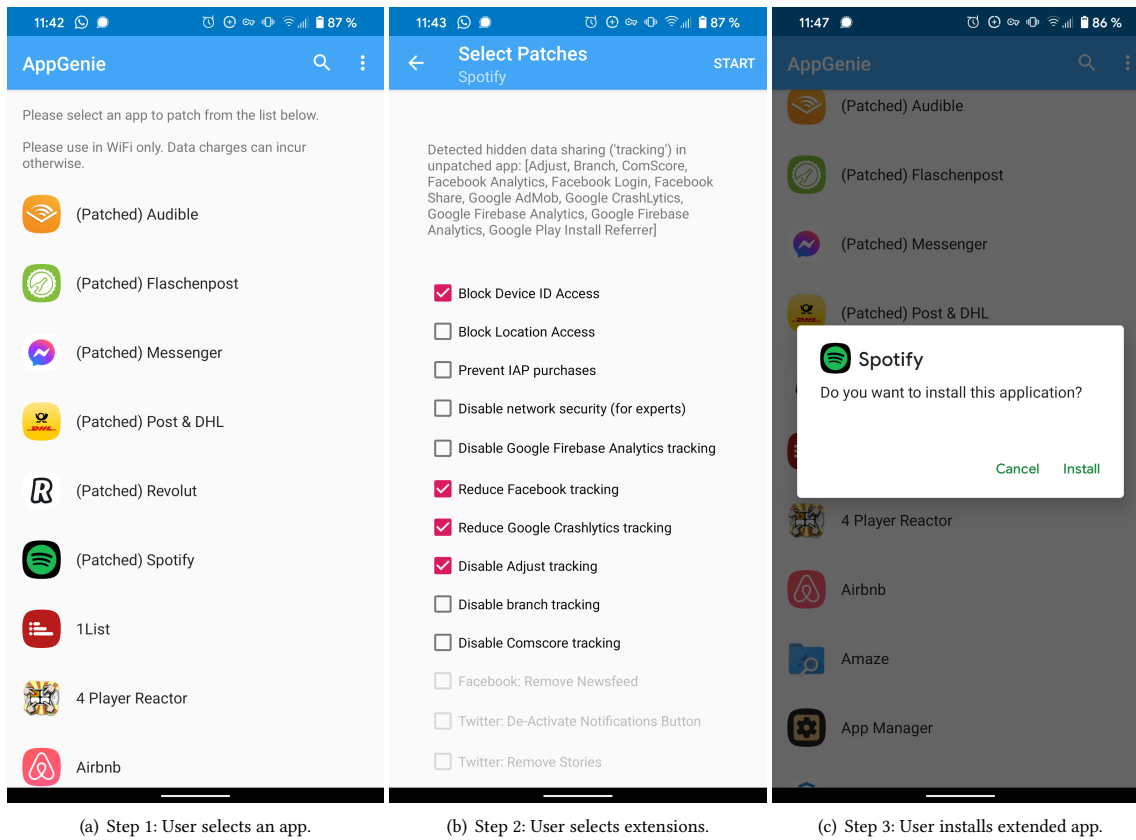 11:42
87 %
AppGenie
Please select an app to patch from the list below.
Please use in WiFi only. Data charges can incur
otherwise.
(Patched) Audible
(Patched) Flaschenpost
(Patched) Messenger
(Patched) Post & DHL
(Patched) Revolut
(Patched) Spotify
1List
4 Player Reactor
Airbnb
(a) Step 1: User selects an app.
11:43
87 %
Select Patches
Spotify
START
Detected hidden data sharing ('tracking') in
unpatched app: [Adjust, Branch, ComScore,
Facebook Analytics, Facebook Login, Facebook
Share, Google AdMob, Google CrashLytics,
Google Firebase Analytics, Google Firebase
Analytics, Google Play Install Referrer]
Block Device ID Access
Block Location Access
Prevent IAP purchases
Disable network security (for experts)
Disable Google Firebase Analytics tracking
Reduce Facebook tracking
Reduce Google Crashlytics tracking
Disable Adjust tracking
Disable branch tracking
Disable Comscore tracking
Facebook: Remove Newsfeed
Twitter: De-Activate Notifications Button
Twitter: Remove Stories
(b) Step 2: User selects extensions.
11:47
86 %
AppGenie
(Patched) Audible
(Patched) Flaschenpost
(Patched) Messenger
(Patched) Post & DHL
Spotify
Do you want to install this application?
Cancel
Install
4 Player Reactor
Airbnb
Amaze
App Manager
(c) Step 3: User installs extended app.